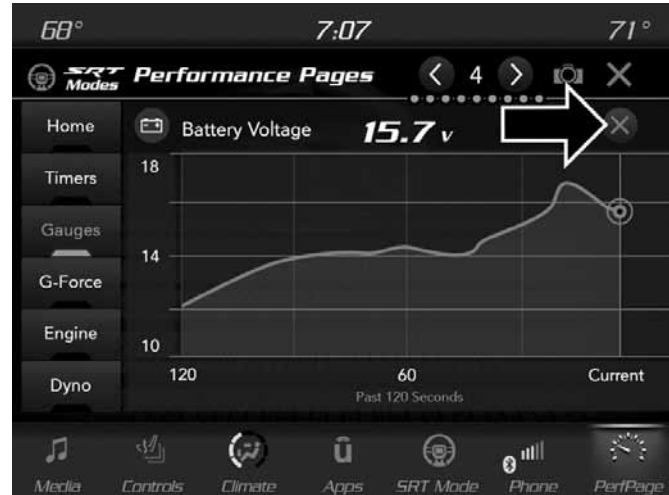 68° 7:07 71°
SRT Modes Performance Pages 4
Home
Battery Voltage 15.7 v
Timers
Gauges
G-Force
Engine
Dyno
18
14
10
120 60 Current
Past 120 Seconds
Media Controls Climate Apps SRT Mode Phone PerfPage